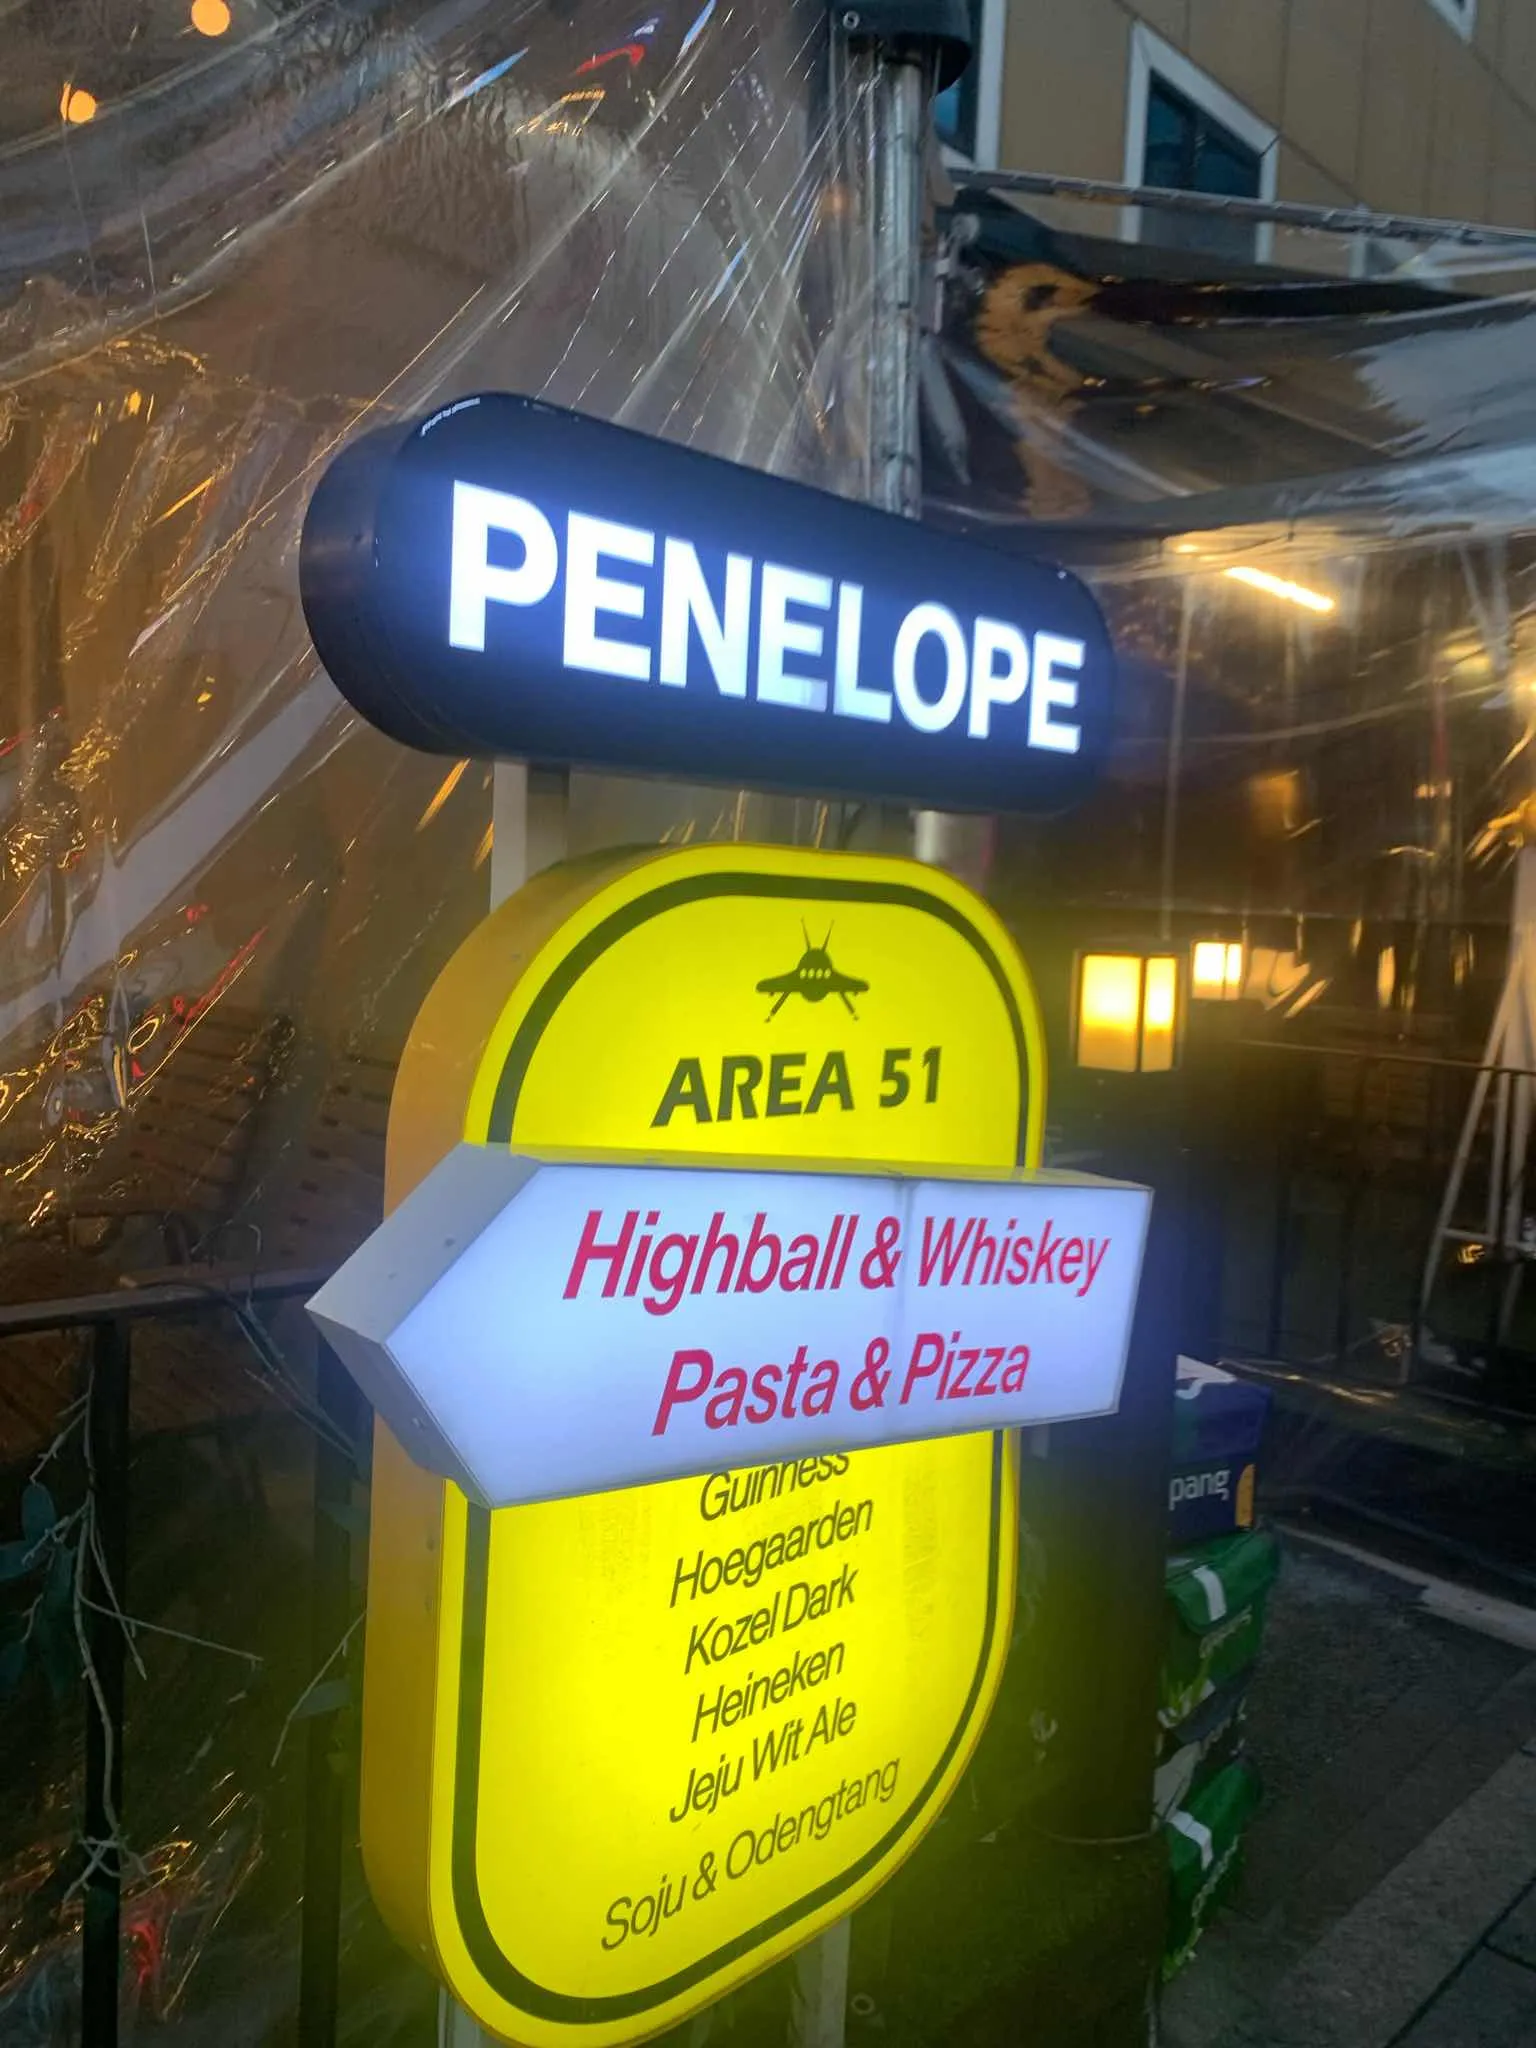 PENELOPE
AREA 51
Highball & Whiskey
Pasta & Pizza
Guinness
Hoegaarden
Kozel Dark
Heineken
Jeju Wit Ale
Soju & Odengtang
pang